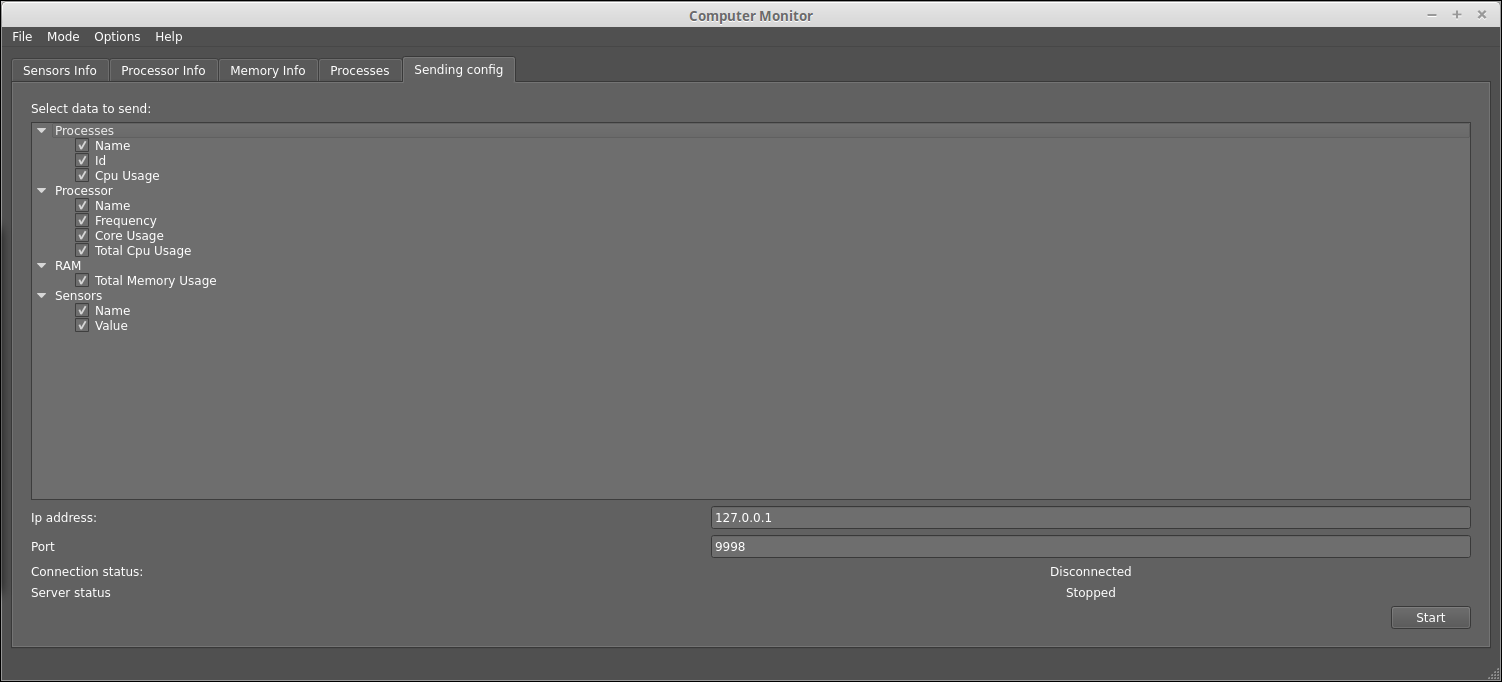 Computer Monitor
File Mode Options Help
Sensors Info Processor Info Memory Info Processes Sending config
Select data to send:
Processes
Name
Id
Cpu Usage
Processor
Name
Frequency
Core Usage
Total Cpu Usage
RAM
Total Memory Usage
Sensors
Name
Value
Ip address: 127.0.0.1
Port 9998
Connection status: Disconnected
Server status Stopped
Start